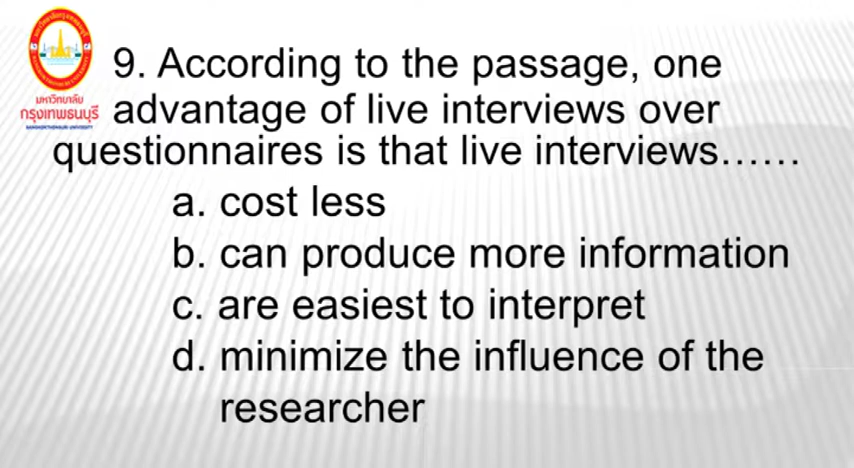 มหาวิทยาลัย
กรุงเทพธนบุรี
BANGKOKTHONBURI UNIVERSITY
9. According to the passage, one
advantage of live interviews over
questionnaires is that live interviews……
a. cost less
b. can produce more information
c. are easiest to interpret
d. minimize the influence of the
researcher